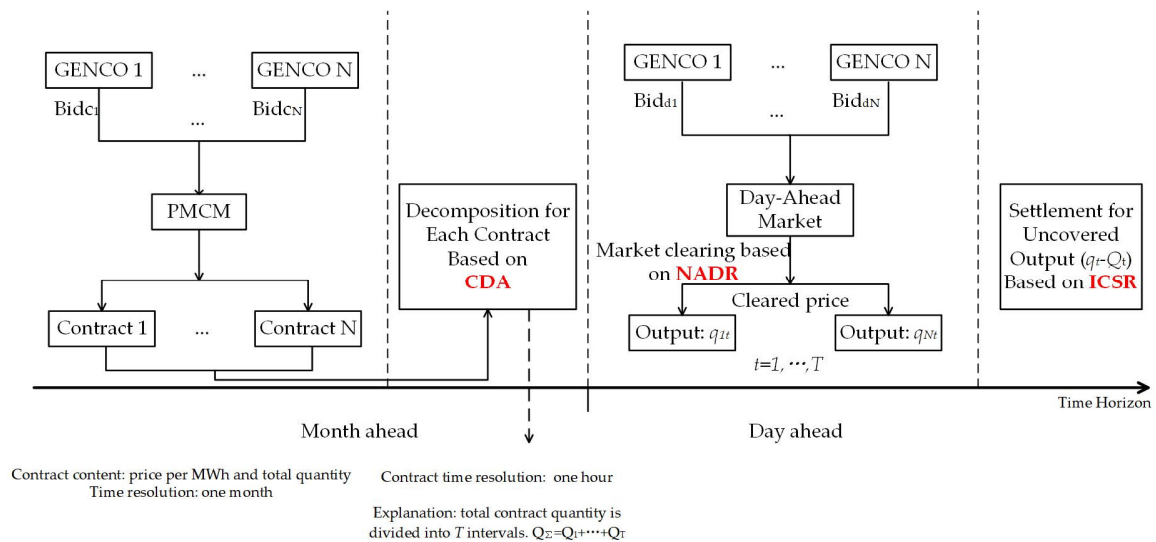 GENCO 1
...
GENCO N
Bidc1
...
BidcN
PMCM
Contract 1
...
Contract N
Decomposition for
Each Contract
Based on
CDA
GENCO 1
...
GENCO N
Bidd1
...
BiddN
Day-Ahead
Market
Market clearing based
on NADR
Cleared price
Output: q1t
Output: qNt
t=1, ···, T
Settlement for
Uncovered
Output (qt-Qt)
Based on ICSR
Time Horizon
Month ahead
Day ahead
Contract content: price per MWh and total quantity
Time resolution: one month
Contract time resolution: one hour
Explanation: total contract quantity is
divided into T intervals. QΣ=Q1+···+QT